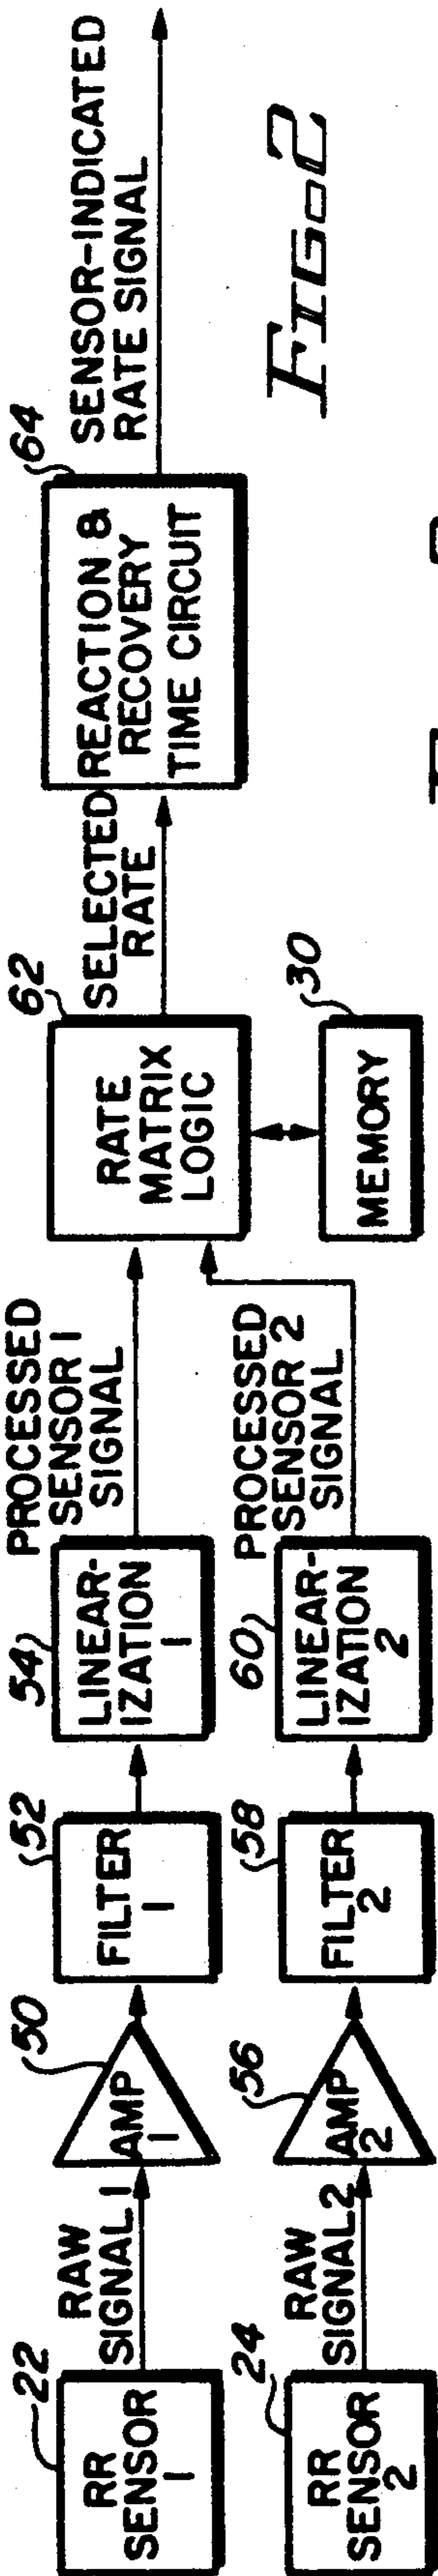 22
RR
SENSOR
1
RAW
SIGNAL 1
50
AMP
1
52
FILTER
1
54
LINEAR-
IZATION
1
PROCESSED
SENSOR 1
SIGNAL
24
RR
SENSOR
2
RAW
SIGNAL 2
56
AMP
2
58
FILTER
2
60
LINEAR-
IZATION
2
PROCESSED
SENSOR 2
SIGNAL
62
RATE
MATRIX
LOGIC
30
MEMORY
SELECTED
RATE
64
REACTION &
RECOVERY
TIME CIRCUIT
SENSOR-INDICATED
RATE SIGNAL
FIG. 2